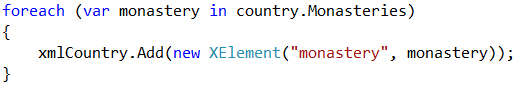 foreach (var monastery in country.Monasteries)
{
    xmlCountry.Add(new XElement("monastery", monastery));
}